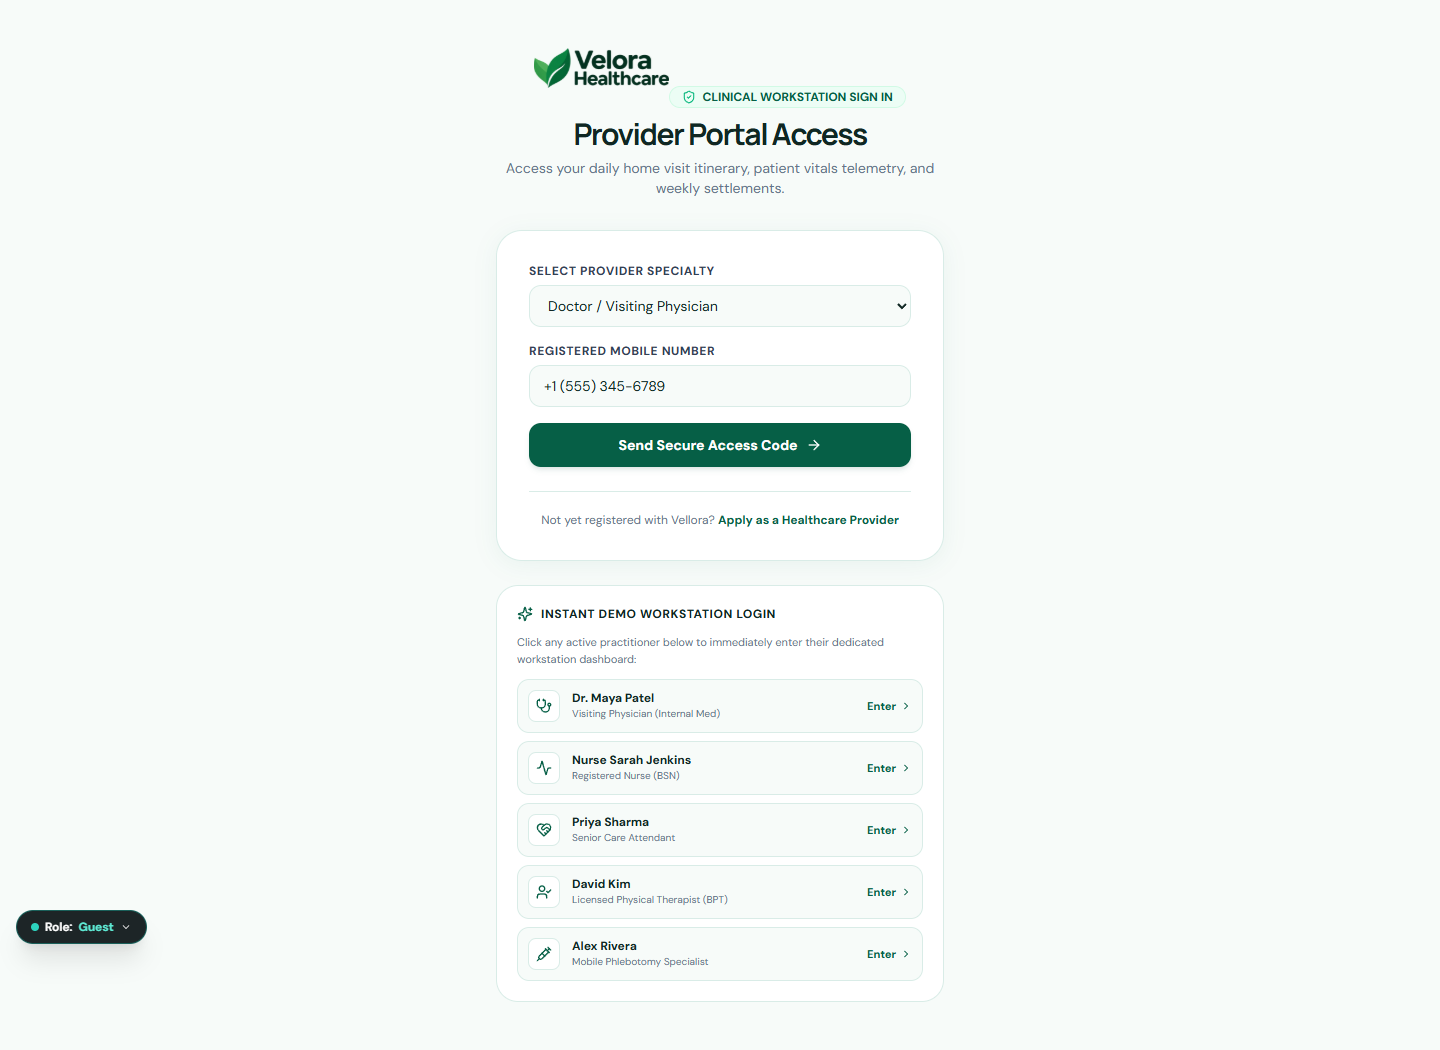 Velora
Healthcare
CLINICAL WORKSTATION SIGN IN
Provider Portal Access
Access your daily home visit itinerary, patient vitals telemetry, and
weekly settlements.
SELECT PROVIDER SPECIALTY
Doctor / Visiting Physician
REGISTERED MOBILE NUMBER
+1 (555) 345-6789
Send Secure Access Code
Not yet registered with Vellora? Apply as a Healthcare Provider
INSTANT DEMO WORKSTATION LOGIN
Click any active practitioner below to immediately enter their dedicated
workstation dashboard:
Dr. Maya Patel
Visiting Physician (Internal Med)
Enter
Nurse Sarah Jenkins
Registered Nurse (BSN)
Enter
Priya Sharma
Senior Care Attendant
Enter
David Kim
Licensed Physical Therapist (BPT)
Enter
Alex Rivera
Mobile Phlebotomy Specialist
Enter
Role: Guest